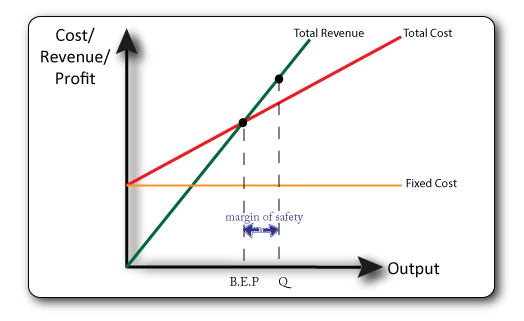 Cost/
Revenue/
Profit
Total Revenue
Total Cost
Fixed Cost
margin of safety
Output
B.E.P
Q